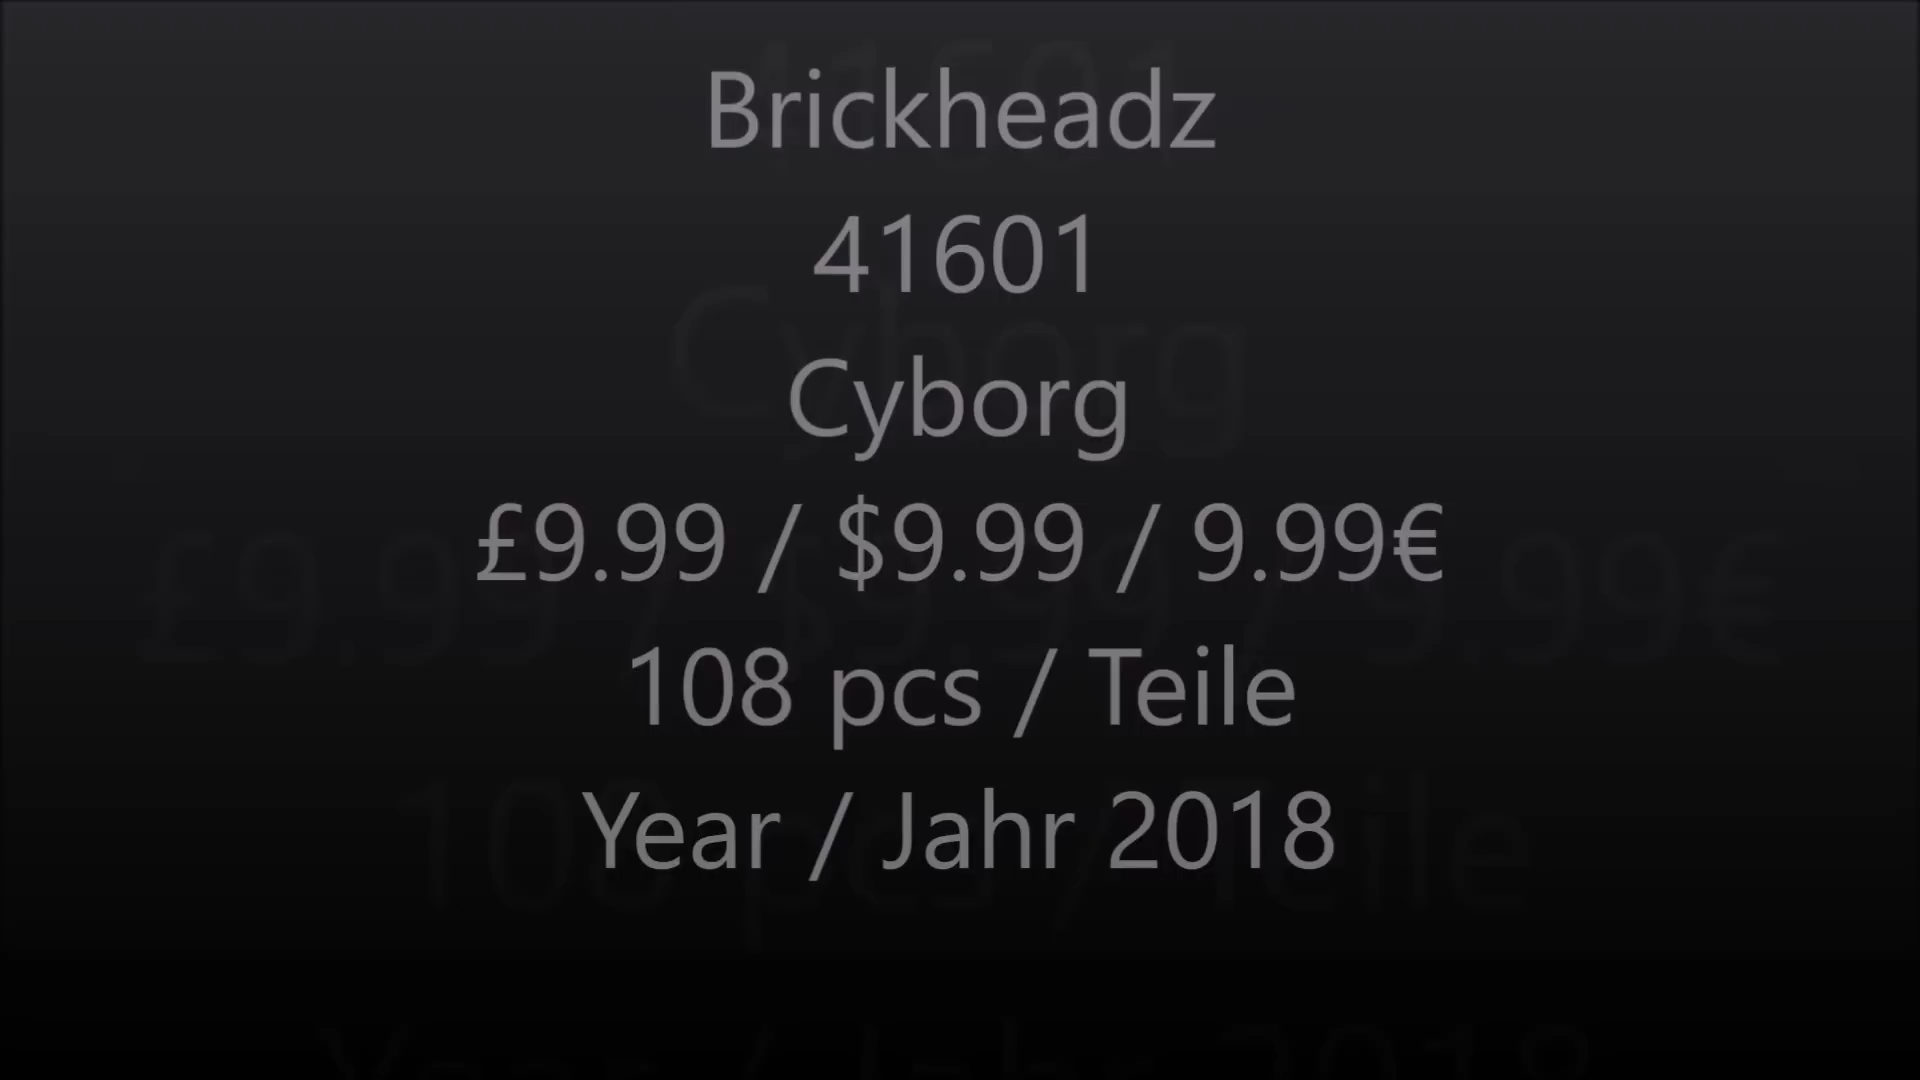 Brickheadz
41601
Cyborg
£9.99 / $9.99 / 9.99€
108 pcs / Teile
Year / Jahr 2018